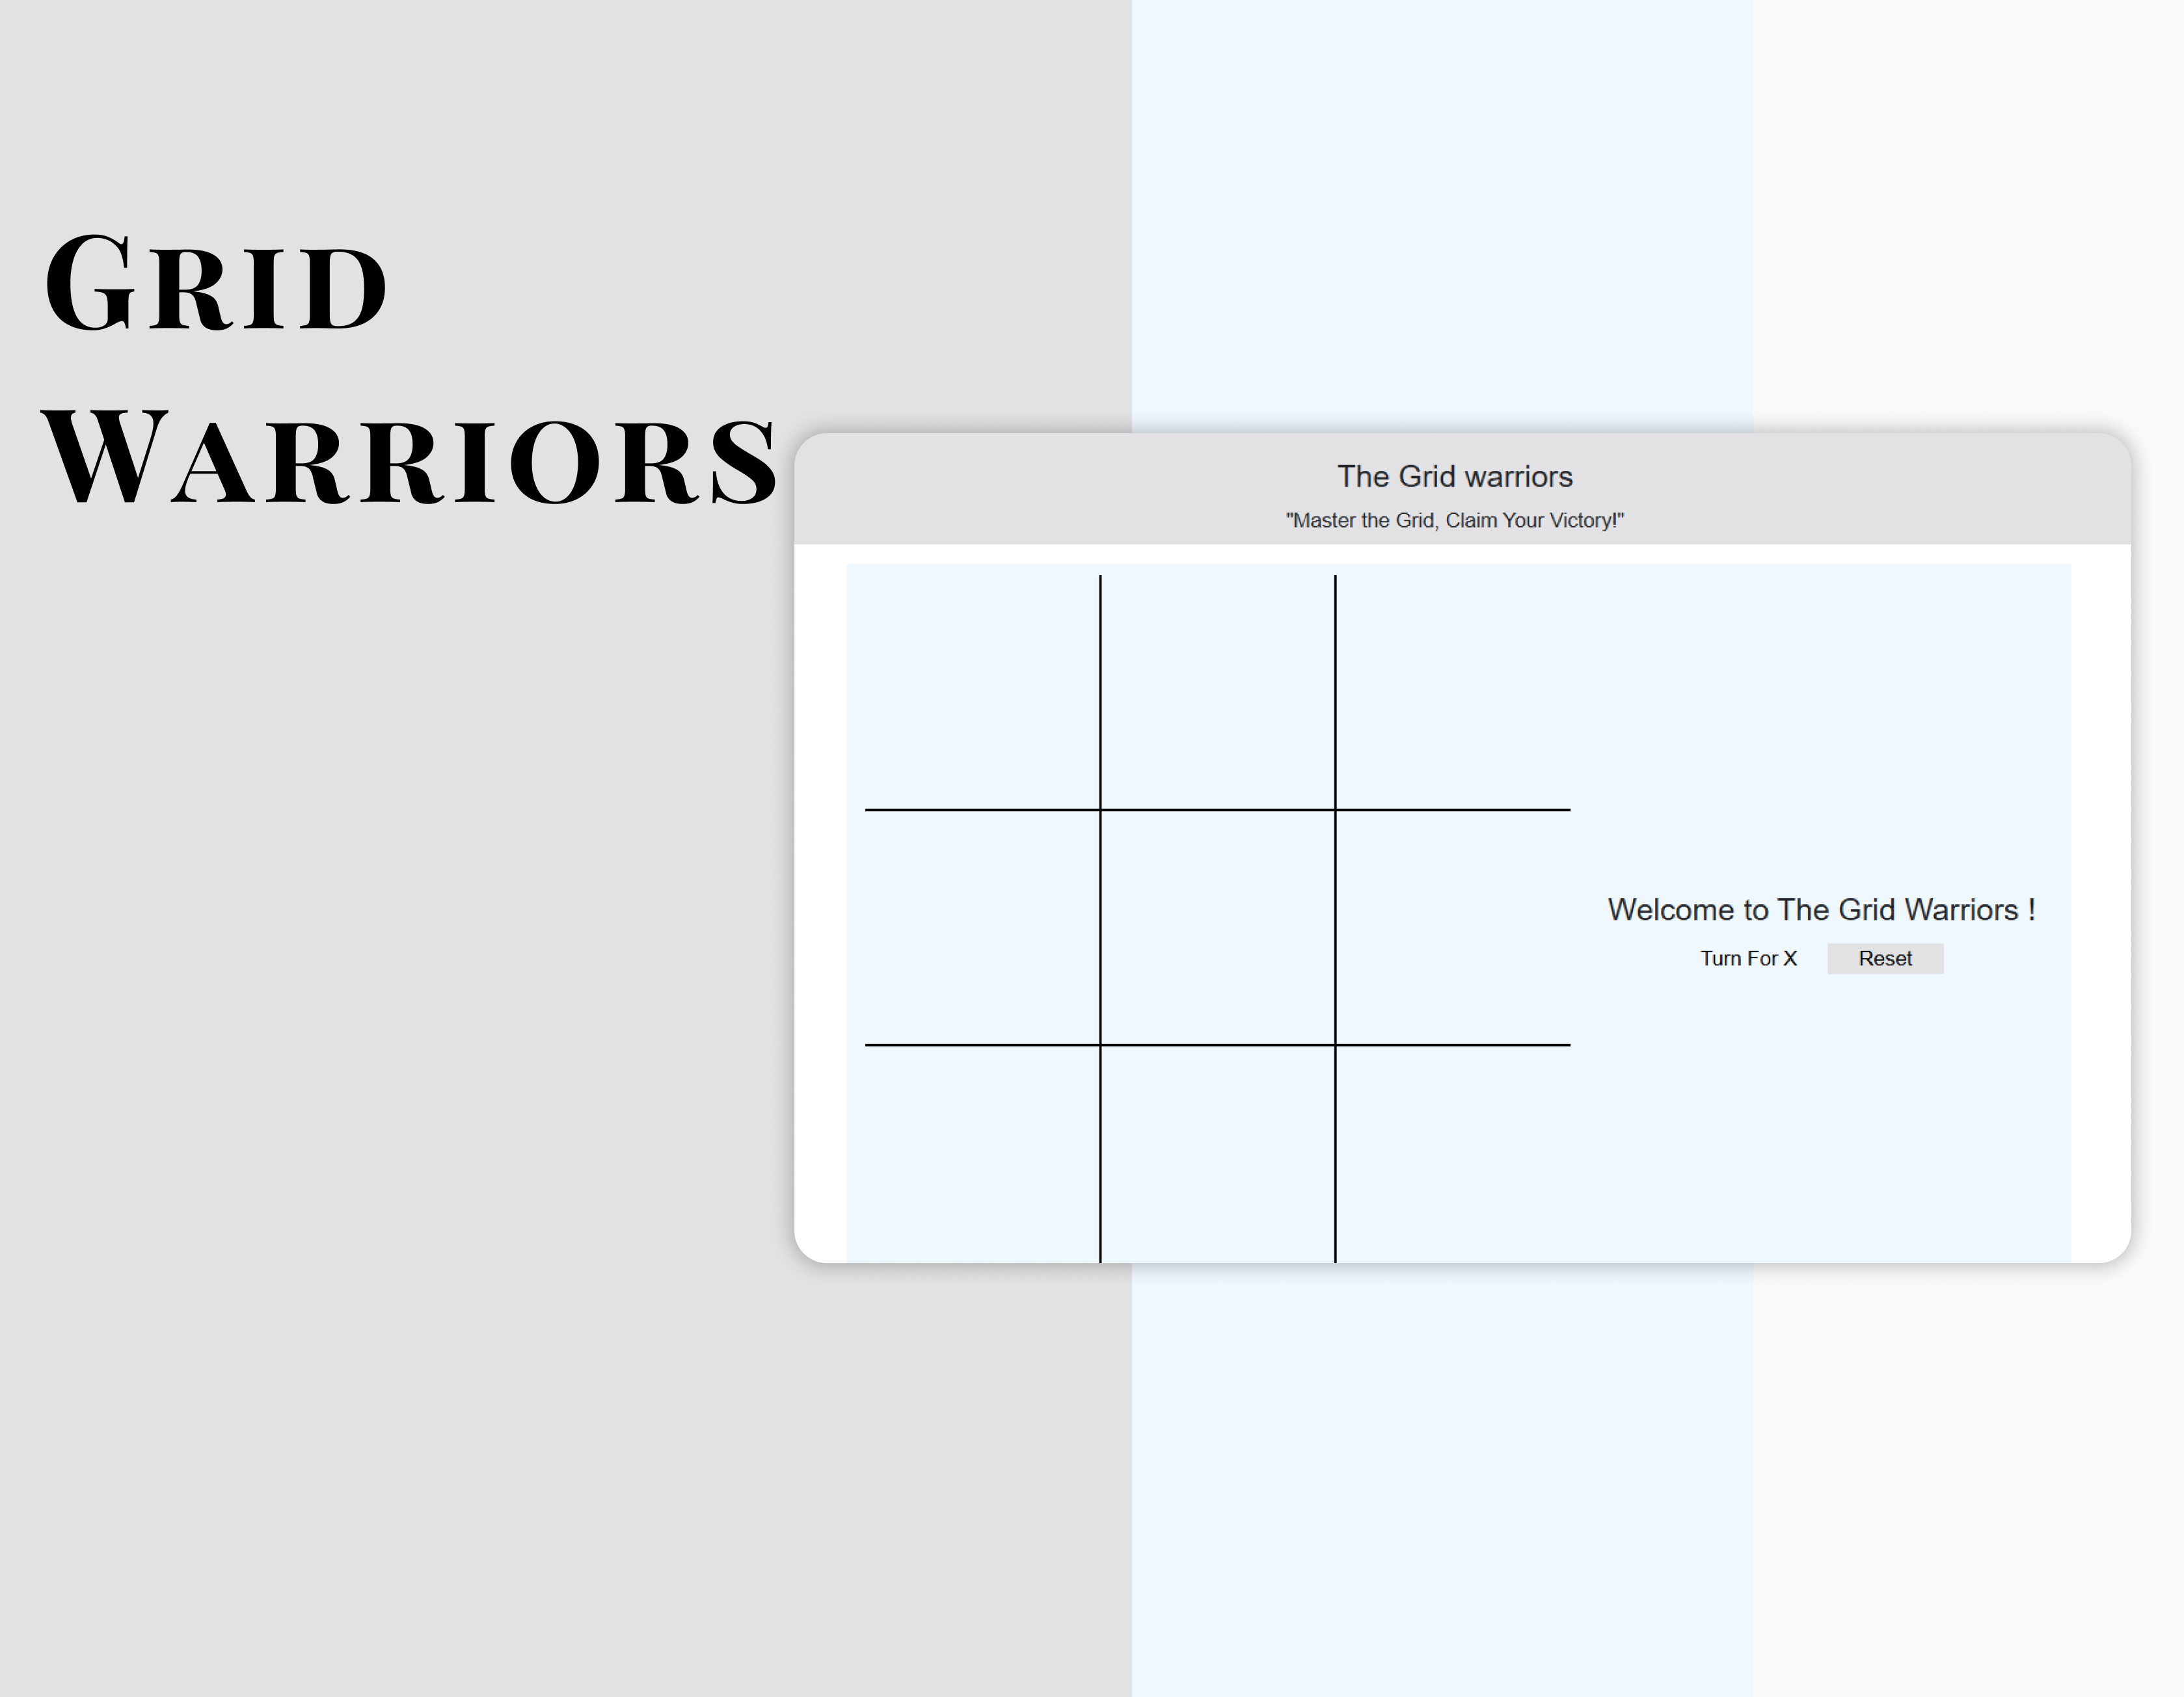 Grid
Warriors
The Grid warriors
"Master the Grid, Claim Your Victory!"
Welcome to The Grid Warriors !
Turn For X
Reset